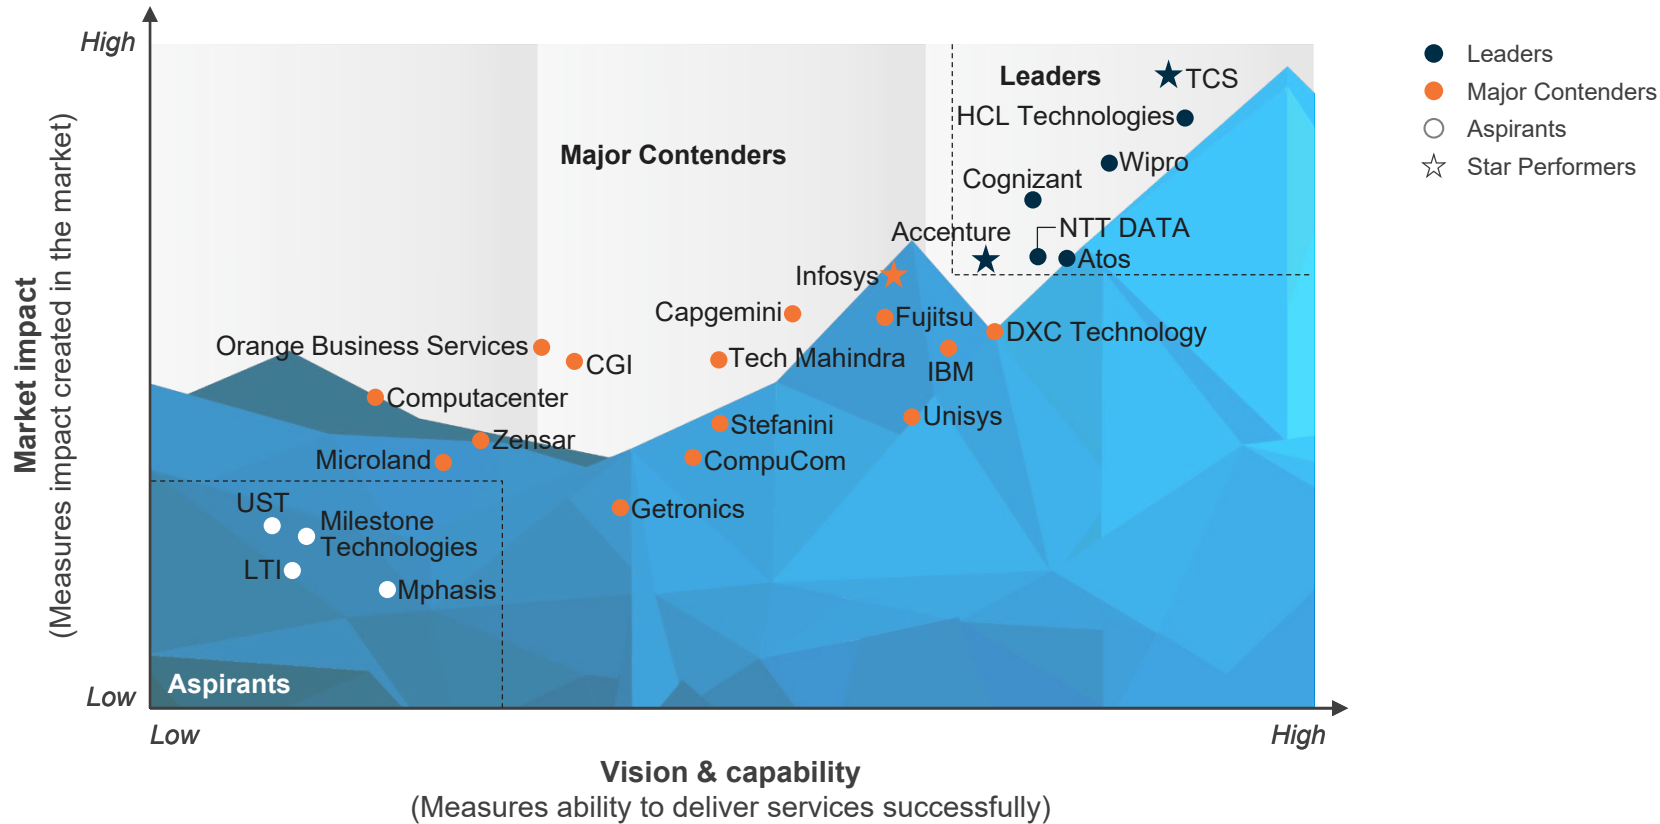 High
Leaders
TCS
HCL Technologies
Wipro
Cognizant
Accenture
NTT DATA
Atos
Major Contenders
Infosys
Capgemini
Fujitsu
DXC Technology
Orange Business Services
CGI
Tech Mahindra
IBM
Computacenter
Stefanini
Unisys
Zensar
Microland
CompuCom
Getronics
UST
Milestone
Technologies
LTI
Mphasis
Aspirants
Low
Market impact
(Measures impact created in the market)
Low
High
Vision & capability
(Measures ability to deliver services successfully)
Leaders
Major Contenders
Aspirants
Star Performers